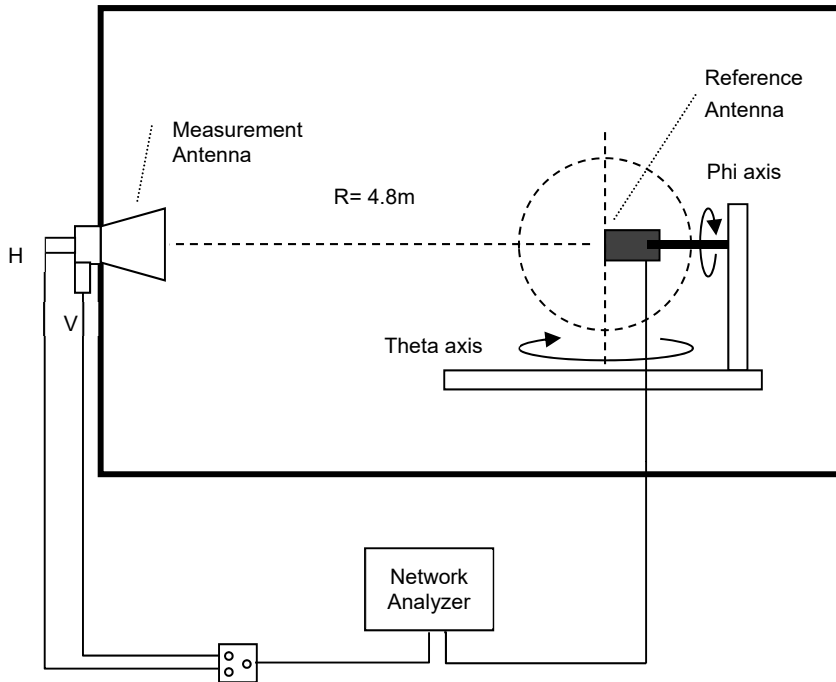 Reference
Antenna
Measurement
Antenna
Phi axis
R= 4.8m
H
V
Theta axis
Network
Analyzer